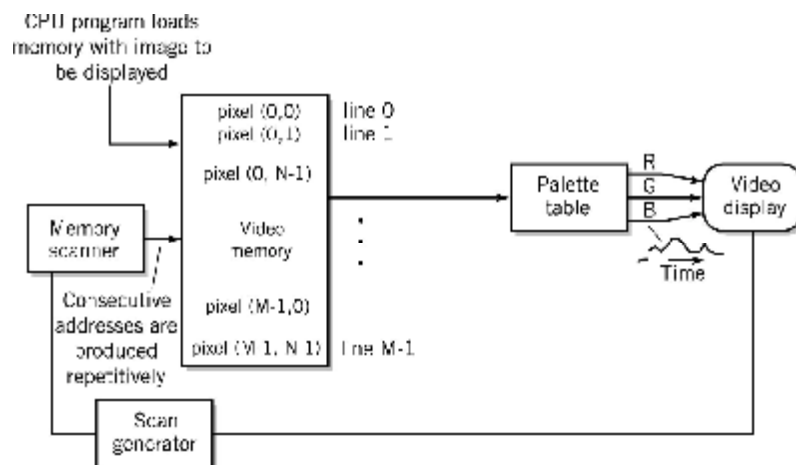 CPU program loads
memory with image to
be displayed
pixel (0,0) line 0
pixel (0,1) line 1
pixel (0, N-1)
Video
memory
pixel (M-1,0)
pixel (M-1, N-1) line M-1
Memory
scanner
Consecutive
addresses are
produced
repetitively
Scan
generator
Palette
table
R
G
B
Time
Video
display